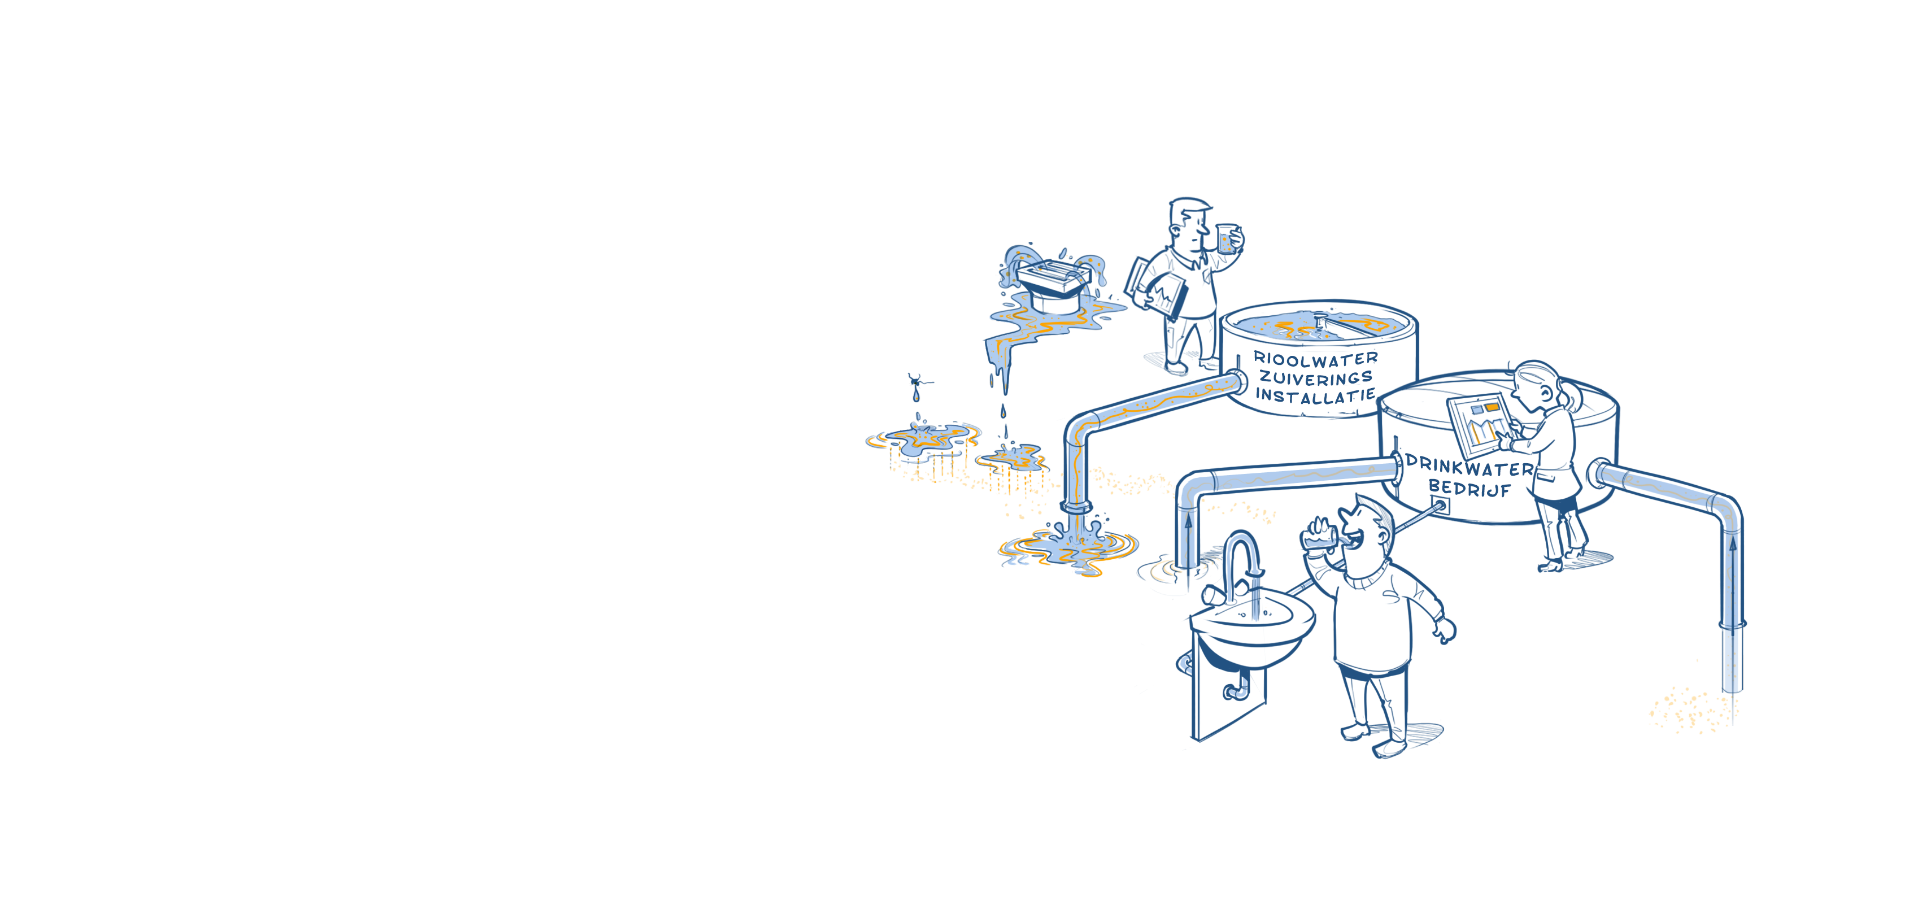 RIOOLWATER
ZUIVERINGS
INSTALLATIE
DRINKWATER
BEDRIJF